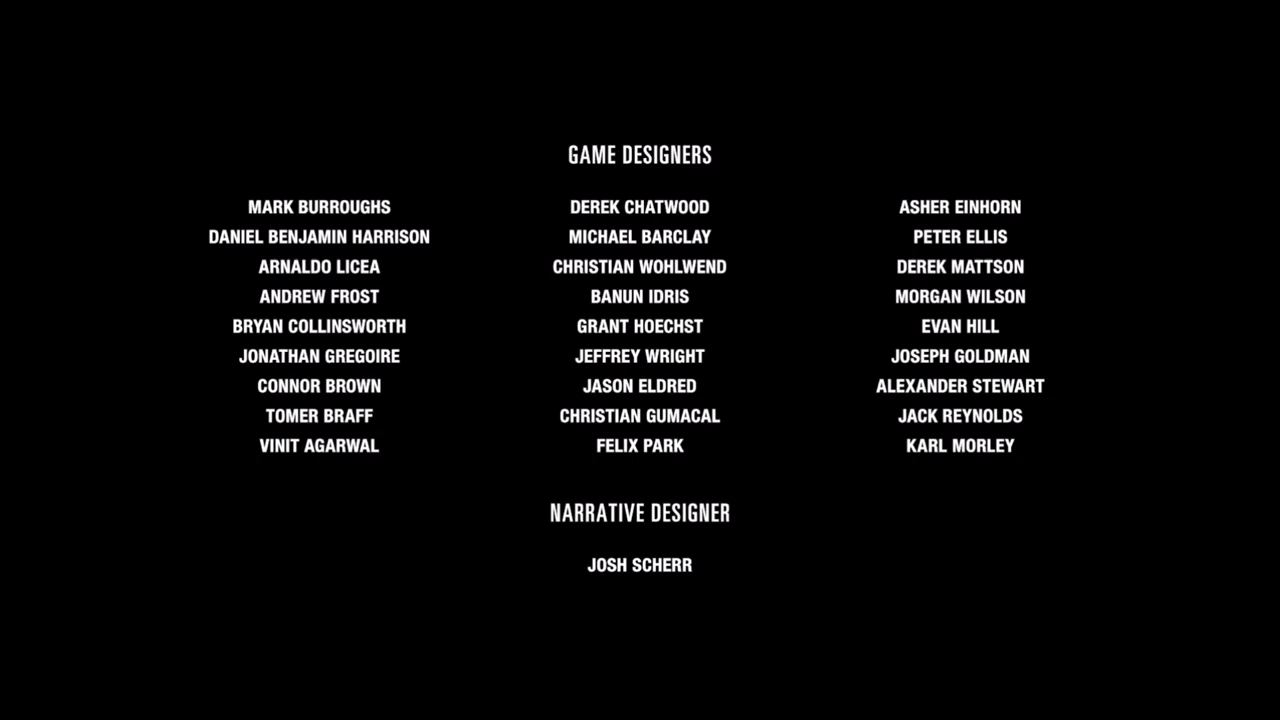 GAME DESIGNERS
MARK BURROUGHS DEREK CHATWOOD ASHER EINHORN
DANIEL BENJAMIN HARRISON MICHAEL BARCLAY PETER ELLIS
ARNALDO LICEA CHRISTIAN WOHLWEND DEREK MATTSON
ANDREW FROST BANUN IDRIS MORGAN WILSON
BRYAN COLLINSWORTH GRANT HOECHST EVAN HILL
JONATHAN GREGOIRE JEFFREY WRIGHT JOSEPH GOLDMAN
CONNOR BROWN JASON ELDRED ALEXANDER STEWART
TOMER BRAFF CHRISTIAN GUMACAL JACK REYNOLDS
VINIT AGARWAL FELIX PARK KARL MORLEY
NARRATIVE DESIGNER
JOSH SCHERR